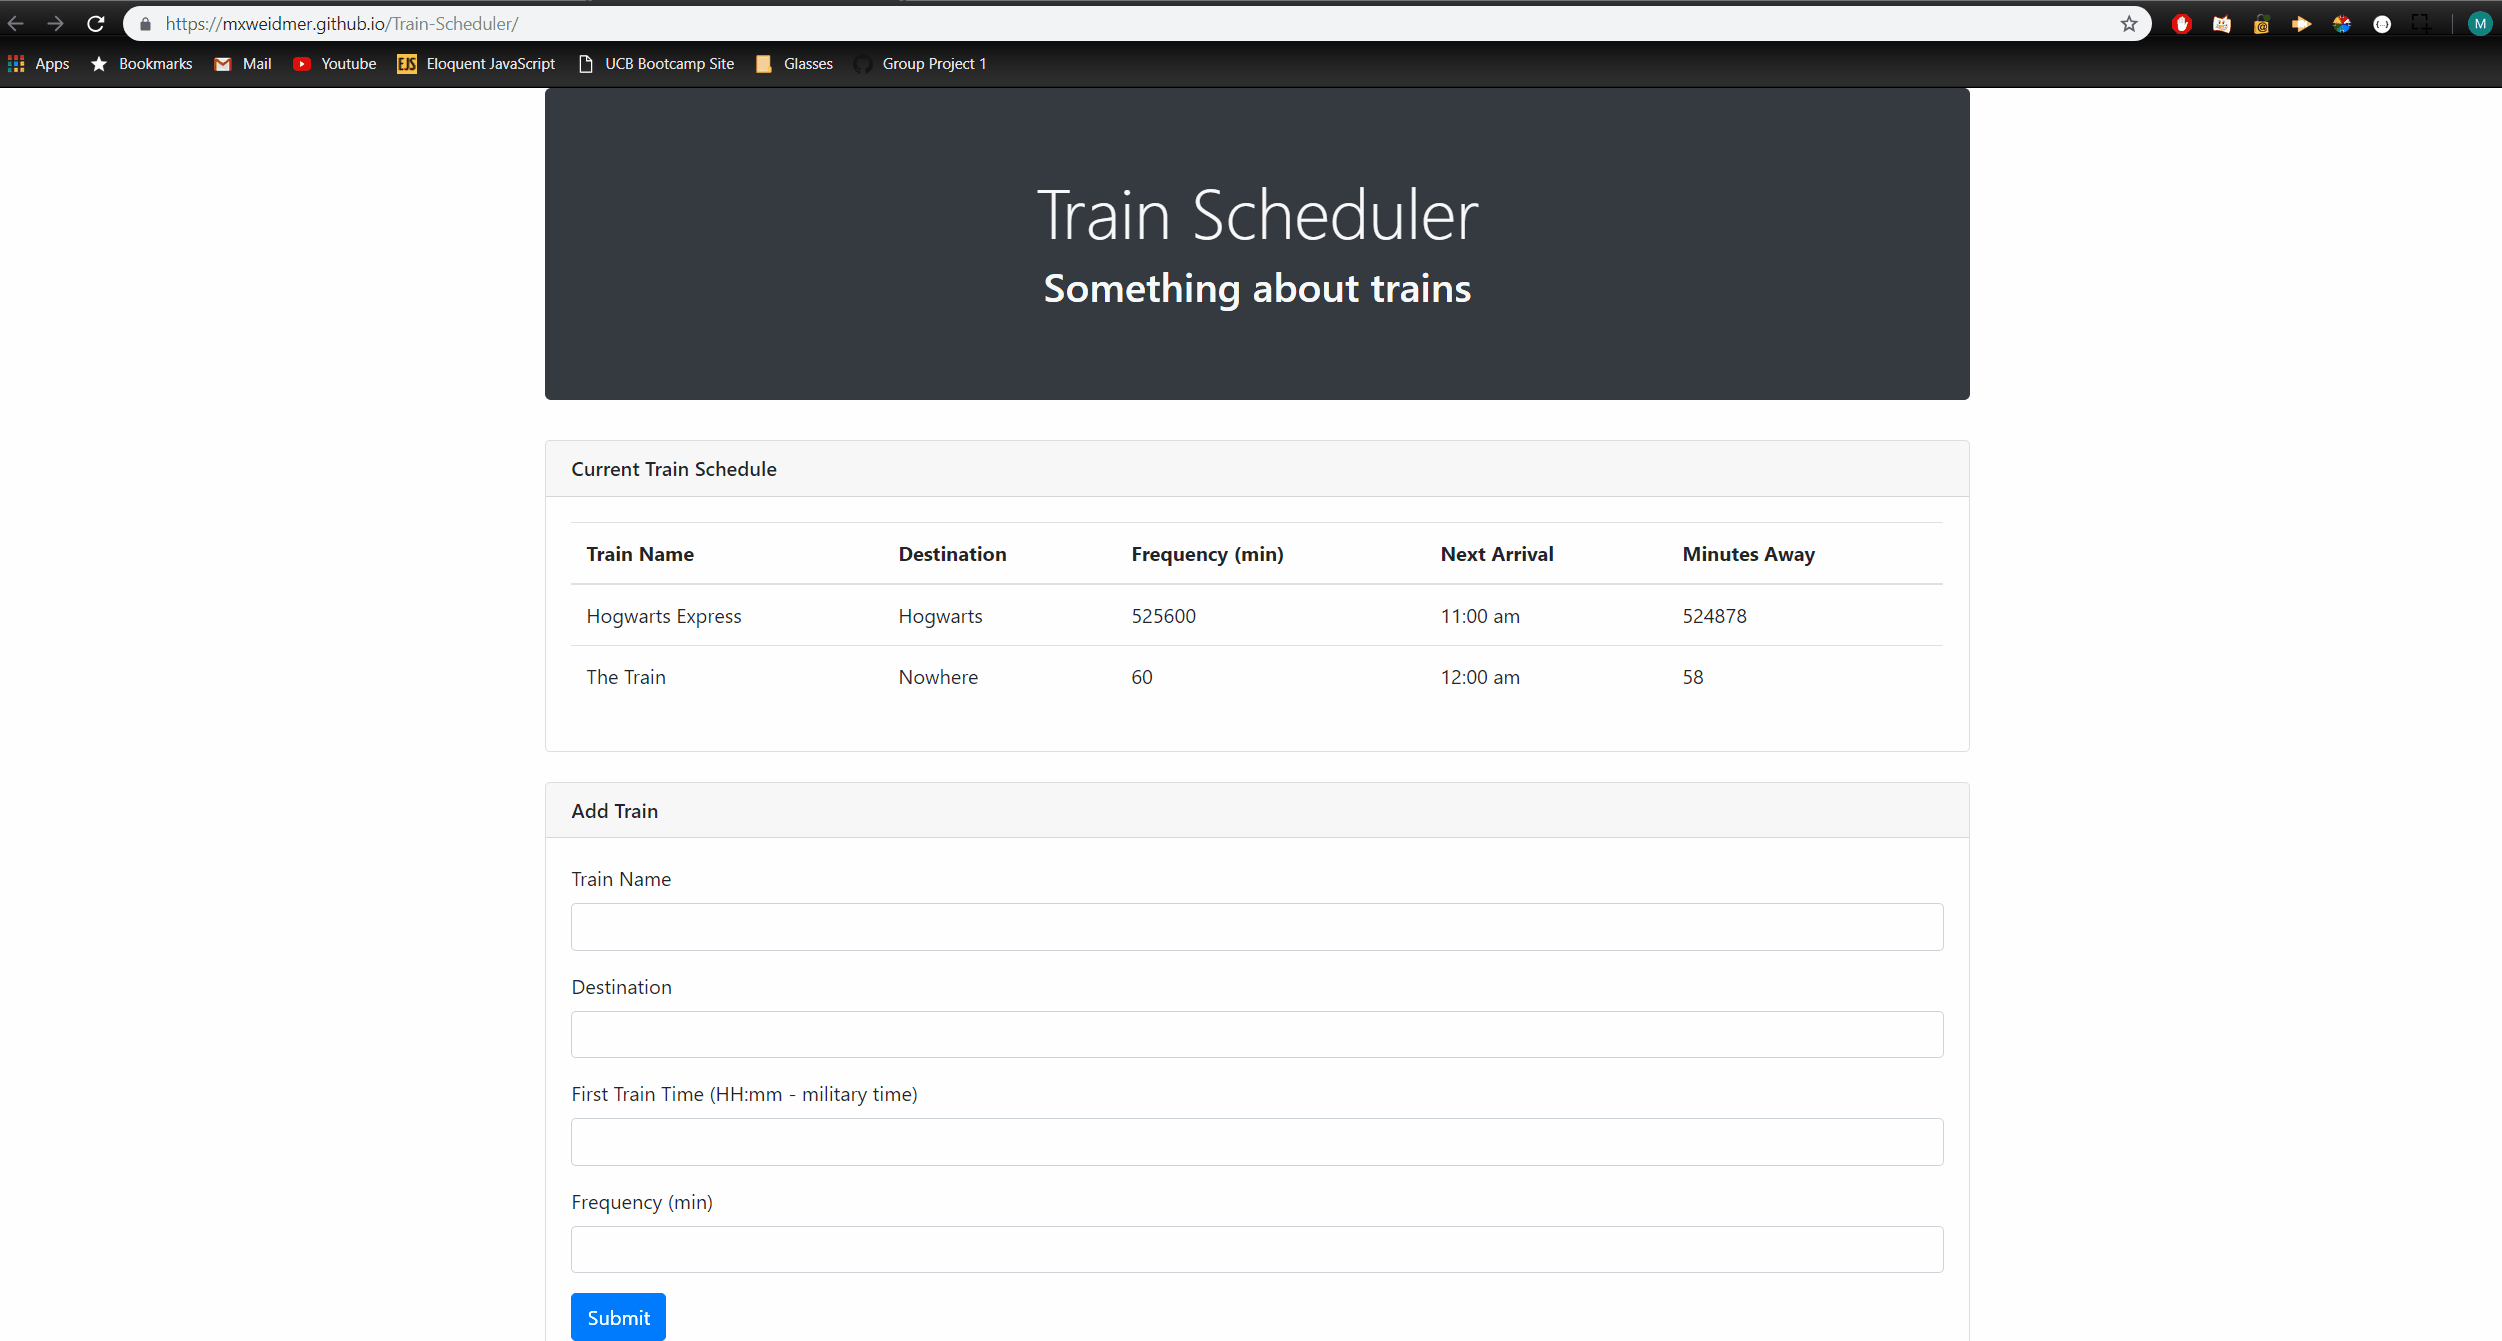 https://mxweidmer.github.io/Train-Scheduler/
M
Apps Bookmarks Mail Youtube EJS Eloquent JavaScript UCB Bootcamp Site Glasses Group Project 1
Train Scheduler
Something about trains
Current Train Schedule
Train Name Destination Frequency (min) Next Arrival Minutes Away
Hogwarts Express Hogwarts 525600 11:00 am 524878
The Train Nowhere 60 12:00 am 58
Add Train
Train Name
Destination
First Train Time (HH:mm - military time)
Frequency (min)
Submit